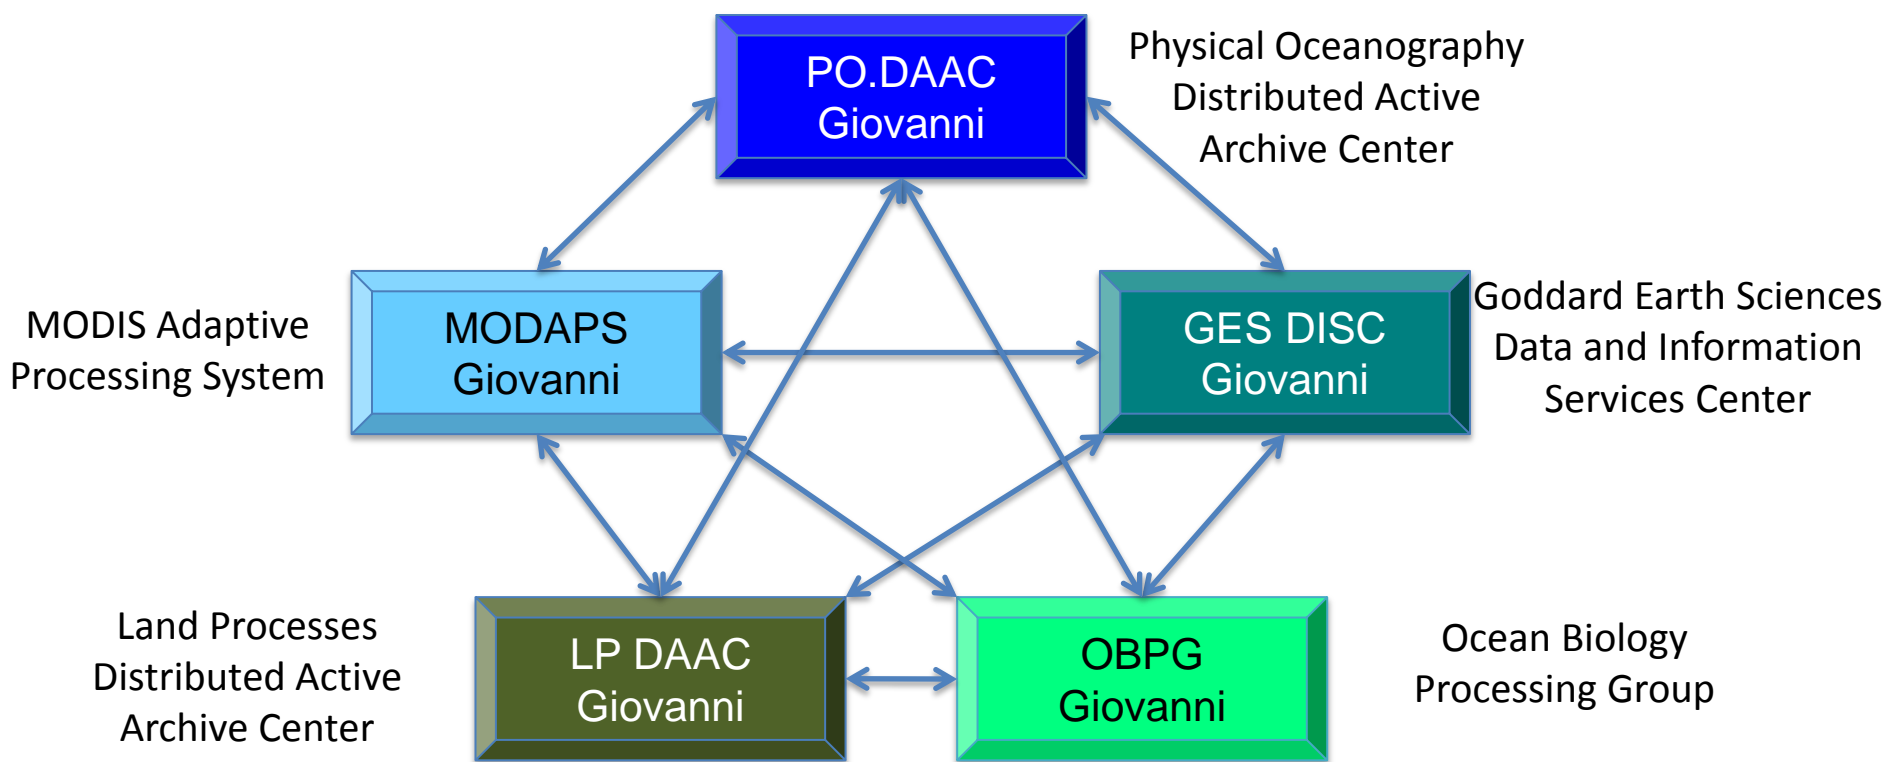 PO.DAAC
Giovanni
Physical Oceanography
Distributed Active
Archive Center
MODIS Adaptive
Processing System
MODAPS
Giovanni
GES DISC
Giovanni
Goddard Earth Sciences
Data and Information
Services Center
Land Processes
Distributed Active
Archive Center
LP DAAC
Giovanni
OBPG
Giovanni
Ocean Biology
Processing Group